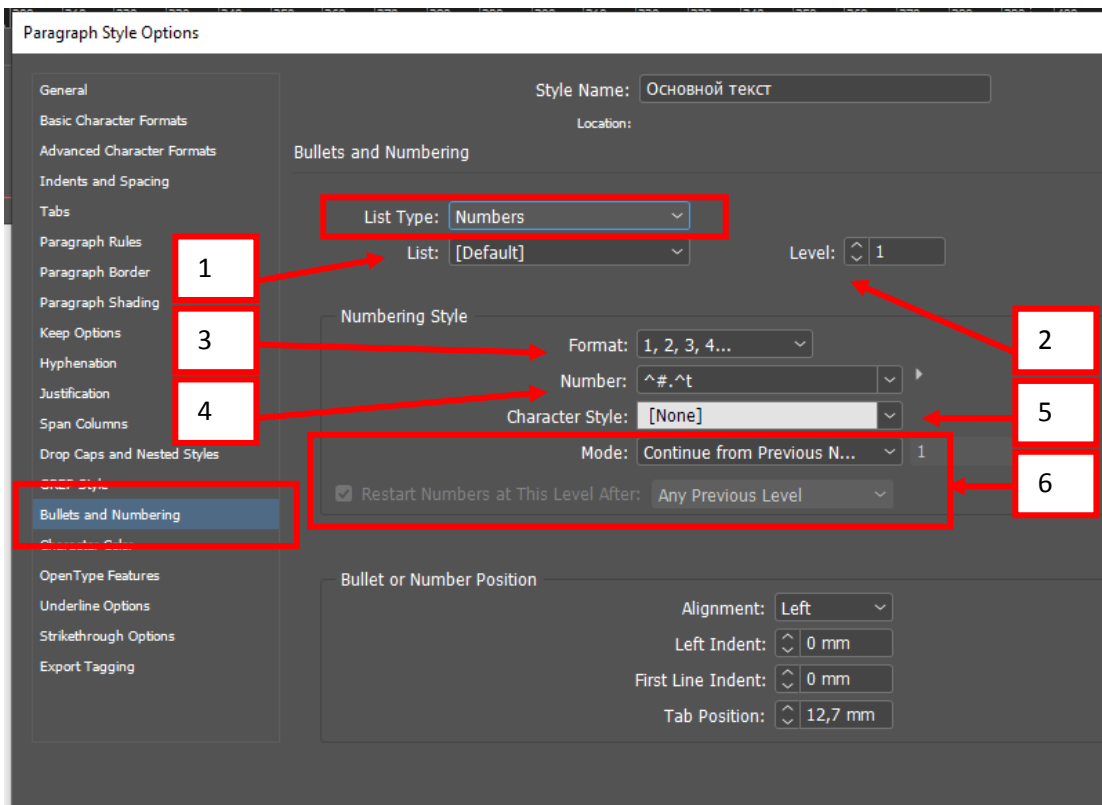 Paragraph Style Options
General
Basic Character Formats
Advanced Character Formats
Indents and Spacing
Tabs
Paragraph Rules
Paragraph Border
Paragraph Shading
Keep Options
Hyphenation
Justification
Span Columns
Drop Caps and Nested Styles
GREP Style
Bullets and Numbering
Character Color
OpenType Features
Underline Options
Strikethrough Options
Export Tagging
Style Name: Основной текст
Location:
Bullets and Numbering
List Type: Numbers
1
List: [Default] Level: 1
2
Numbering Style
3
Format: 1, 2, 3, 4...
4
Number: ^#.^t
5
Character Style: [None]
6
Mode: Continue from Previous N... 1
Restart Numbers at This Level After: Any Previous Level
Bullet or Number Position
Alignment: Left
Left Indent: 0 mm
First Line Indent: 0 mm
Tab Position: 12,7 mm